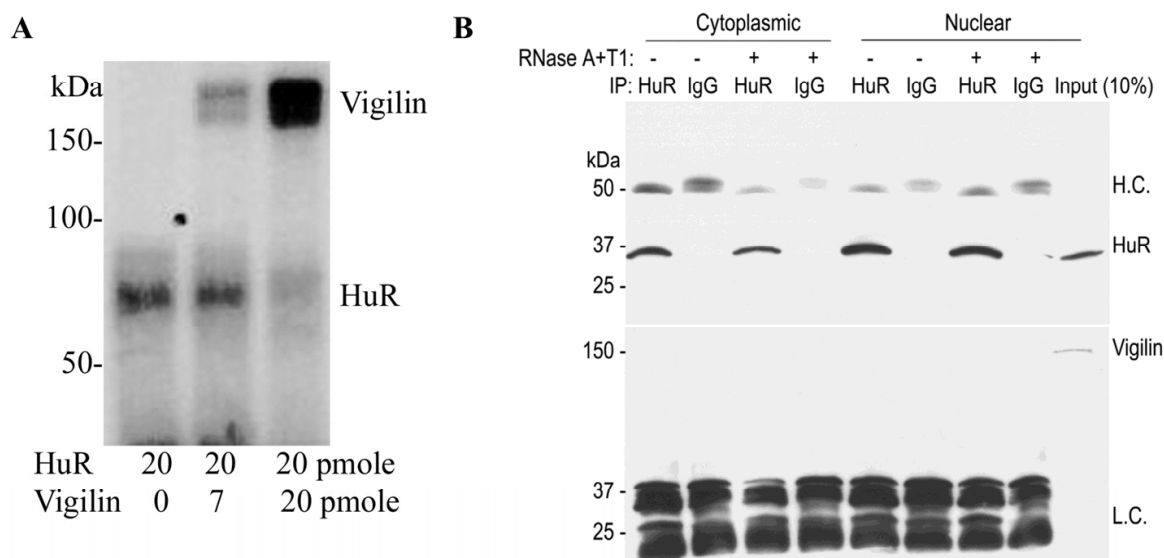 A
kDa
150-
100-
50-
Vigilin
HuR
HuR 20 20 20 pmole
Vigilin 0 7 20 pmole
B
Cytoplasmic Nuclear
RNase A+T1: - - + + - - + +
IP: HuR IgG HuR IgG HuR IgG HuR IgG Input (10%)
kDa
50 - H.C.
37 - HuR
25 -
150 - Vigilin
37 -
25 - L.C.